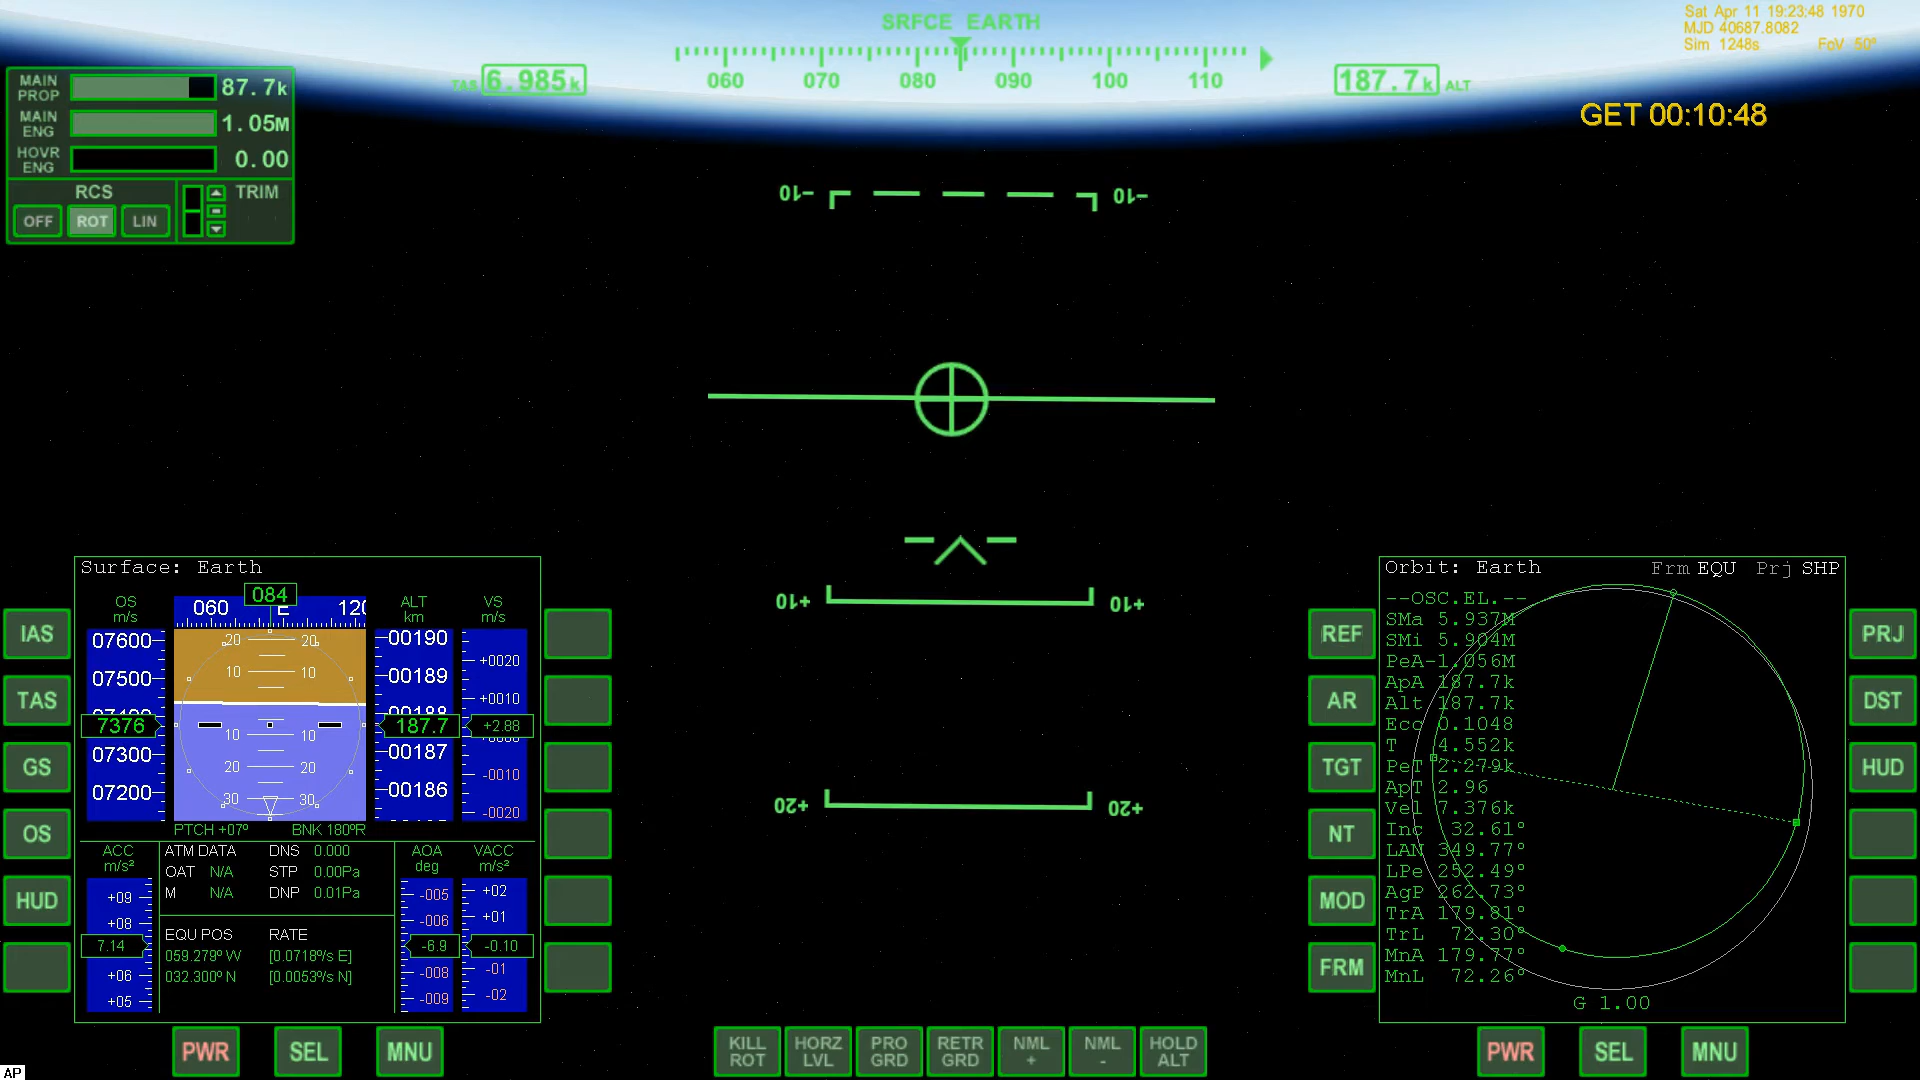 Sat Apr 11 19:23:48 1970
MJD 40687.8082
Sim 1248s FoV 50°
GET 00:10:48
SRFCE EARTH
060 070 080 090 100 110
TAS 6.985k
187.7k ALT
MAIN PROP 87.7k
MAIN ENG 1.05M
HOVR ENG 0.00
RCS TRIM
OFF ROT LIN
-10 -10
+10 +10
+20 +20
Surface: Earth
084
060 E 120
OS m/s
07600
07500
7376
07300
07200
20 20
10 10
10 10
20 20
30 30
ALT km
00190
00189
00188
187.7
00187
00186
VS m/s
+0020
+0010
+2.88
-0010
-0020
PTCH +07° BNK 180°R
ACC m/s²
+09
+08
7.14
+06
+05
ATM DATA DNS 0.000
OAT N/A STP 0.00Pa
M N/A DNP 0.01Pa
EQU POS RATE
059.279° W [0.0718°/s E]
032.300° N [0.0053°/s N]
AOA deg
-005
-006
-6.9
-008
-009
VACC m/s²
+02
+01
-0.10
-01
-02
IAS
TAS
GS
OS
HUD
PWR SEL MNU
KILL ROT
HORZ LVL
PRO GRD
RETR GRD
NML +
NML -
HOLD ALT
Orbit: Earth Frm EQU Prj SHP
--OSC.EL.--
SMa 5.937M
SMi 5.904M
PeA-1.056M
ApA 187.7k
Alt 187.7k
Ecc 0.1048
T 4.552k
PeT 2.279k
ApT 2.96
Vel 7.376k
Inc 32.61°
LAN 349.77°
LPe 252.49°
AgP 262.73°
TrA 179.81°
TrL 72.30°
MnA 179.77°
MnL 72.26°
G 1.00
REF
AR
TGT
NT
MOD
FRM
PRJ
DST
HUD
PWR SEL MNU
AP